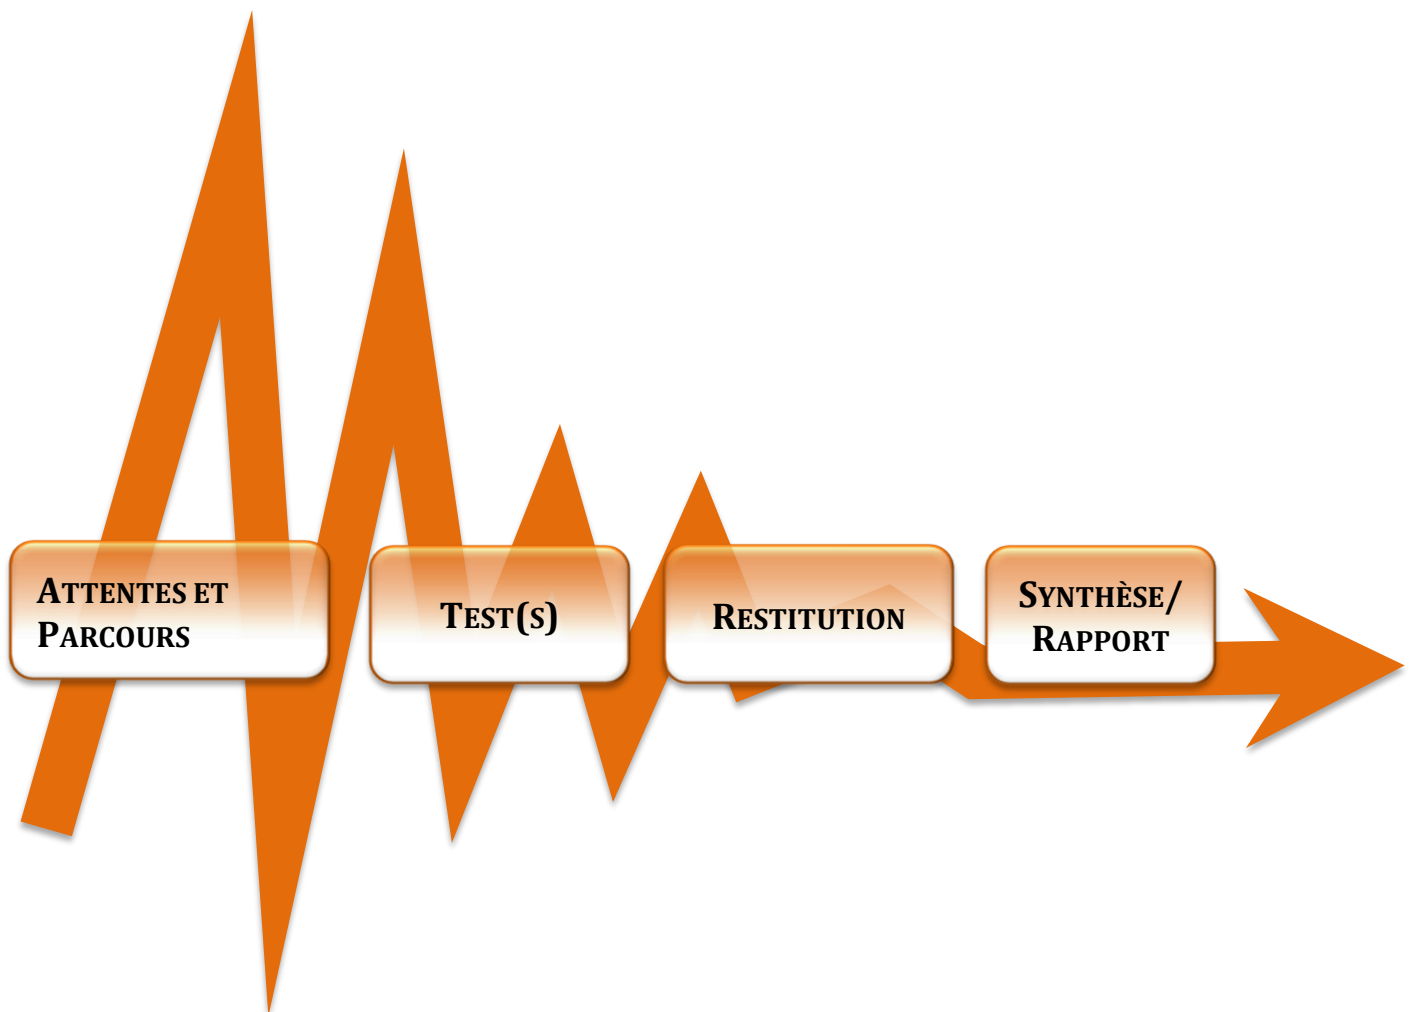 ATTENTES ET
PARCOURS
TEST(S)
RESTITUTION
SYNTHÈSE/
RAPPORT